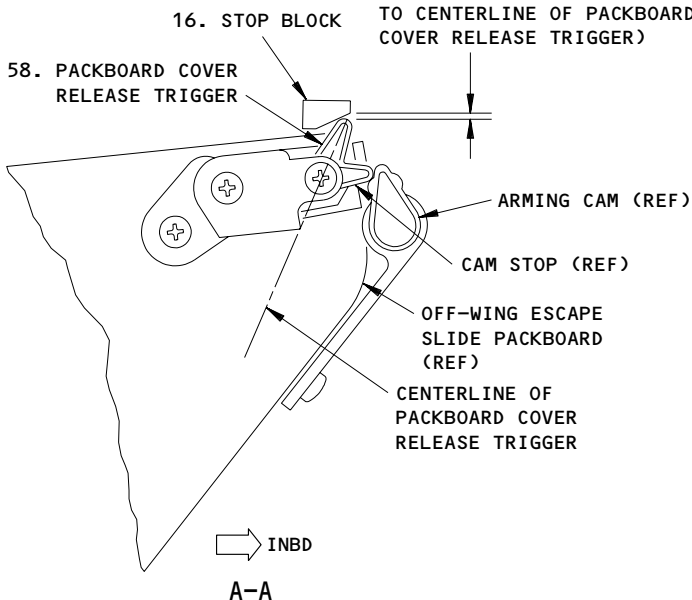 TO CENTERLINE OF PACKBOARD
COVER RELEASE TRIGGER)
16. STOP BLOCK
58. PACKBOARD COVER
RELEASE TRIGGER
ARMING CAM (REF)
CAM STOP (REF)
OFF-WING ESCAPE
SLIDE PACKBOARD
(REF)
CENTERLINE OF
PACKBOARD COVER
RELEASE TRIGGER
INBD
A-A